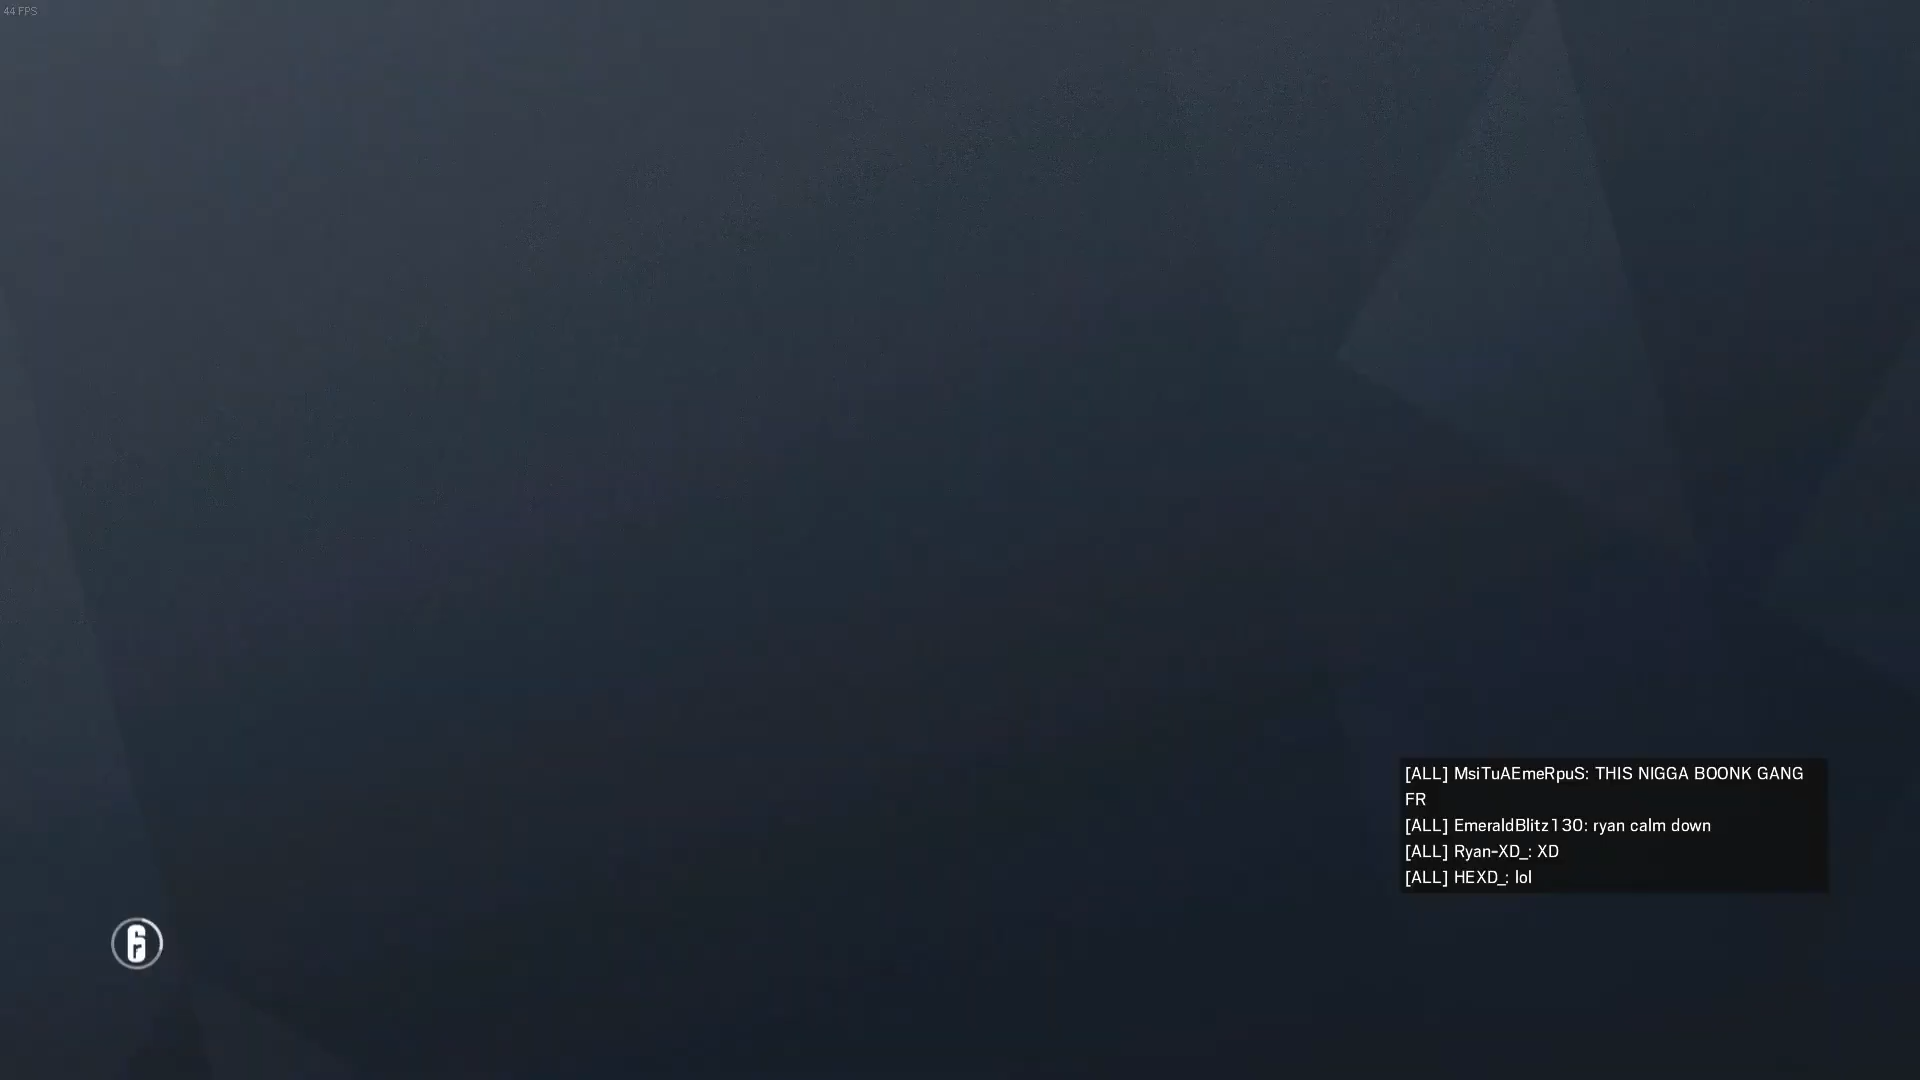 44 FPS
[ALL] MsiTuAEmeRpuS: THIS NIGGA BOONK GANG
FR
[ALL] EmeraldBlitz130: ryan calm down
[ALL] Ryan-XD_: XD
[ALL] HEXD_: lol
6